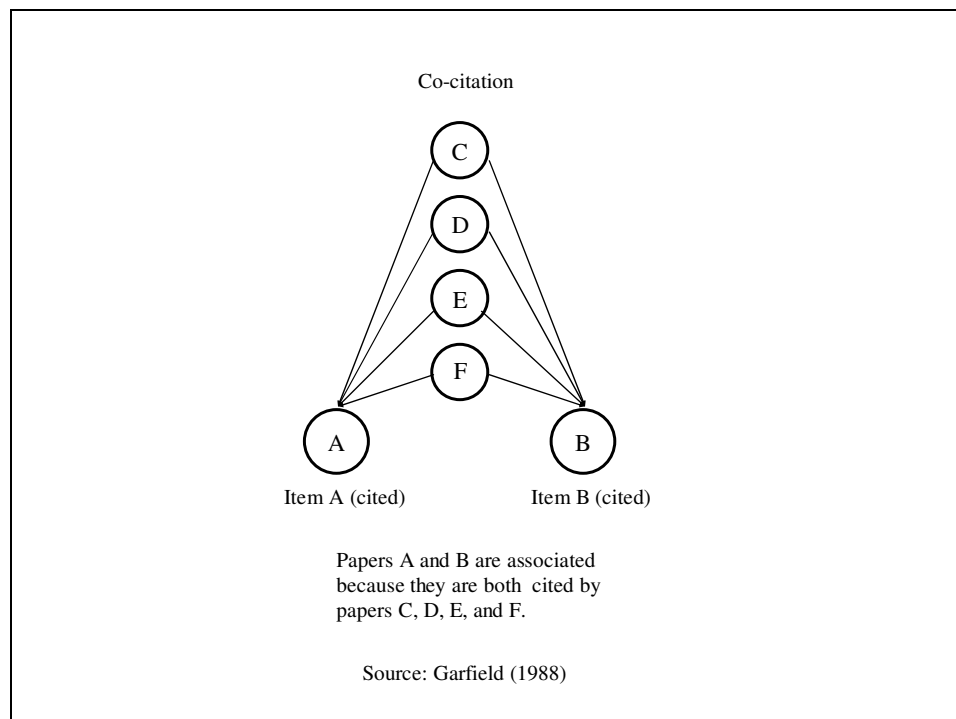 Co-citation
C
D
E
F
A
B
Item A (cited)
Item B (cited)
Papers A and B are associated
because they are both cited by
papers C, D, E, and F.
Source: Garfield (1988)